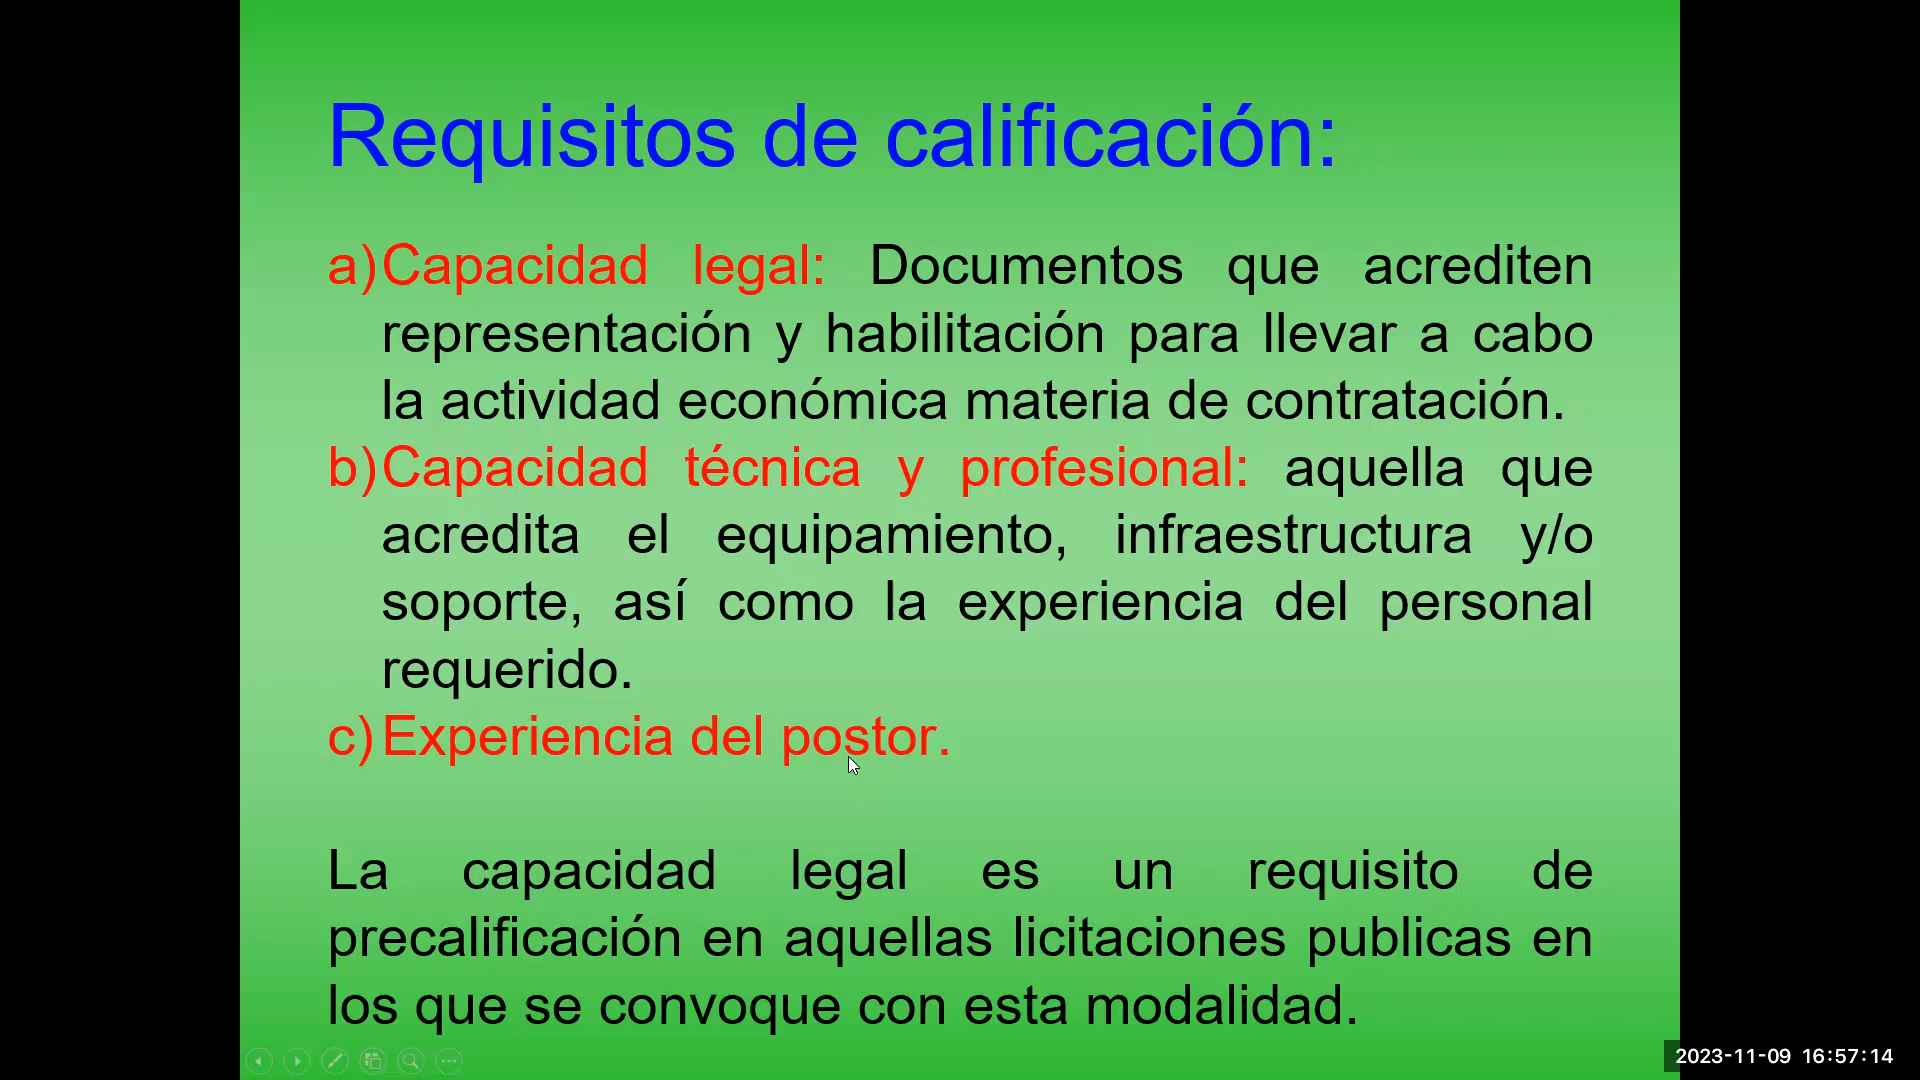 Requisitos de calificación:
a) Capacidad legal: Documentos que acrediten
representación y habilitación para llevar a cabo
la actividad económica materia de contratación.
b) Capacidad técnica y profesional: aquella que
acredita el equipamiento, infraestructura y/o
soporte, así como la experiencia del personal
requerido.
c) Experiencia del postor.
La capacidad legal es un requisito de
precalificación en aquellas licitaciones publicas en
los que se convoque con esta modalidad.
2023-11-09 16:57:14